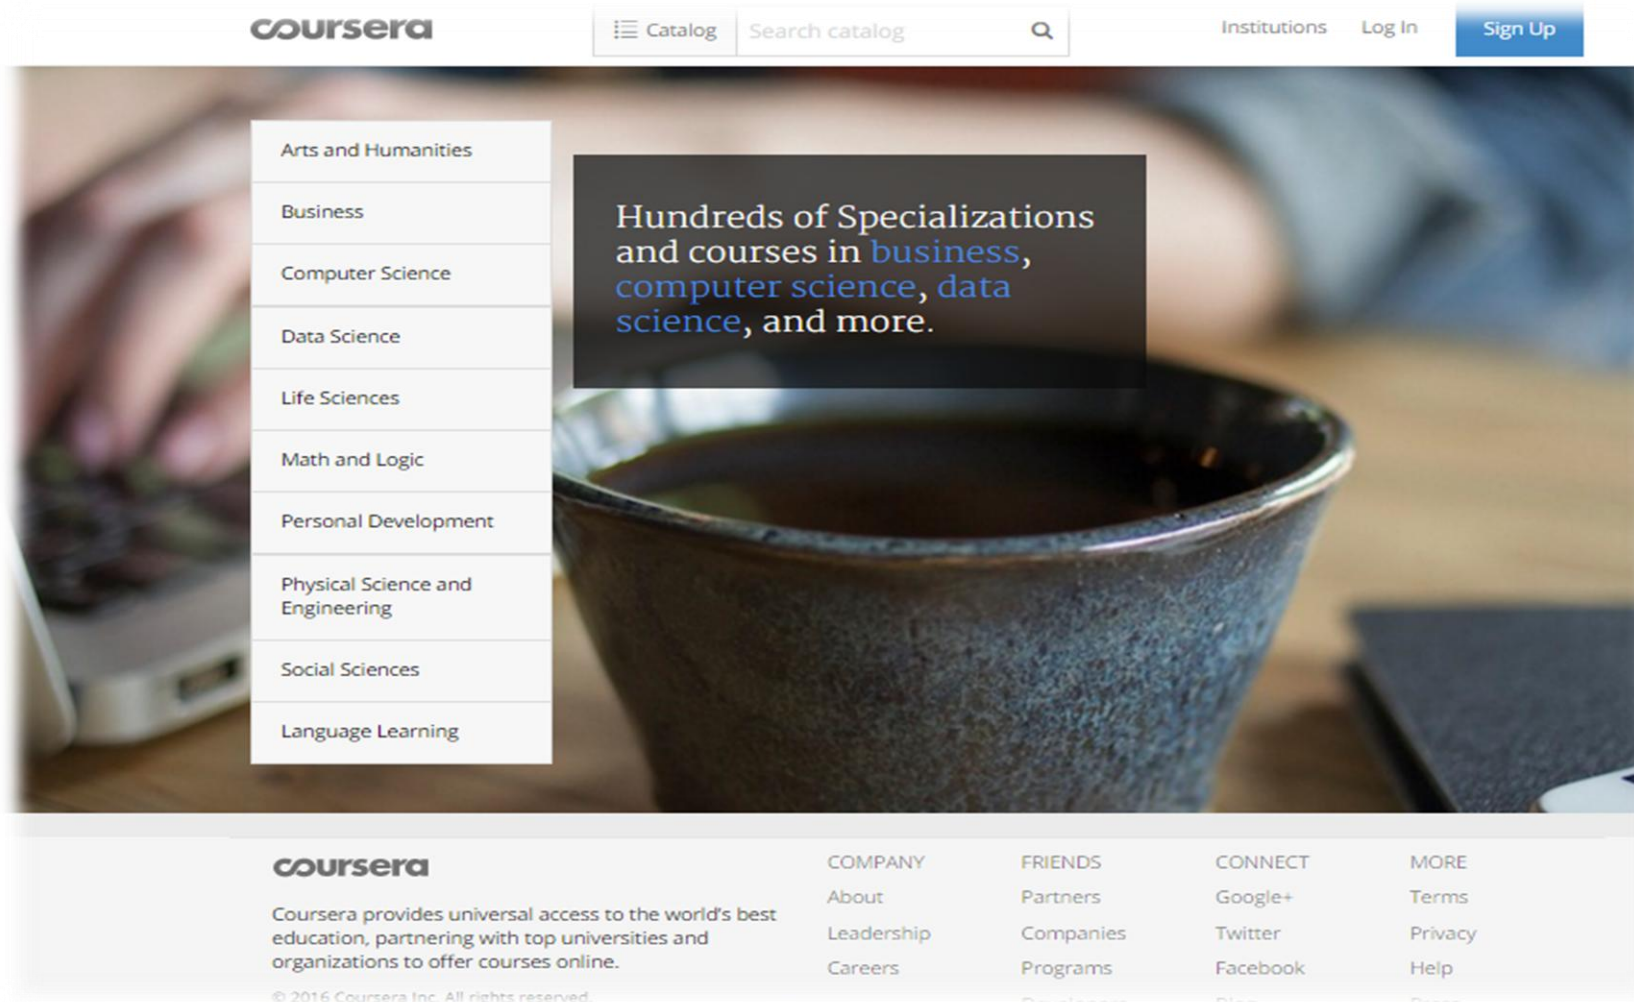 coursera
Catalog
Search catalog
Institutions
Log In
Sign Up
Arts and Humanities
Business
Computer Science
Data Science
Life Sciences
Math and Logic
Personal Development
Physical Science and
Engineering
Social Sciences
Language Learning
Hundreds of Specializations
and courses in business,
computer science, data
science, and more.
coursera
Coursera provides universal access to the world's best
education, partnering with top universities and
organizations to offer courses online.
© 2016 Coursera Inc. All rights reserved.
COMPANY
About
Leadership
Careers
FRIENDS
Partners
Companies
Programs
CONNECT
Google+
Twitter
Facebook
MORE
Terms
Privacy
Help